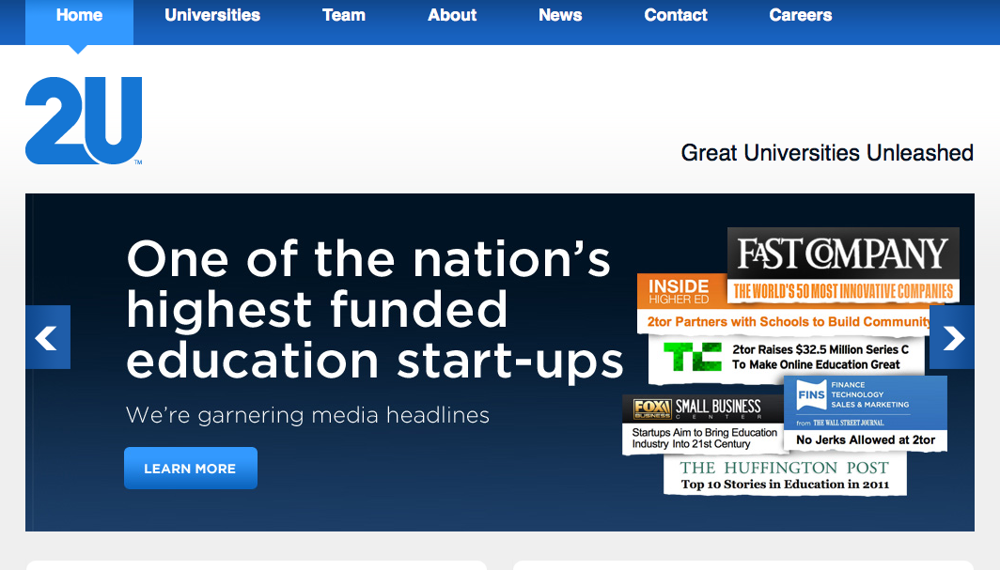 Home Universities Team About News Contact Careers
2U™
Great Universities Unleashed
One of the nation’s
highest funded
education start-ups
We’re garnering media headlines
LEARN MORE
FAST COMPANY
THE WORLD'S 50 MOST INNOVATIVE COMPANIES
INSIDE
HIGHER ED
2tor Partners with Schools to Build Community
TC
2tor Raises $32.5 Million Series C
To Make Online Education Great
FOX
BUSINESS
SMALL BUSINESS
CENTER
Startups Aim to Bring Education
Industry Into 21st Century
FINS
FINANCE
TECHNOLOGY
SALES & MARKETING
from THE WALL STREET JOURNAL.
No Jerks Allowed at 2tor
THE HUFFINGTON POST
Top 10 Stories in Education in 2011